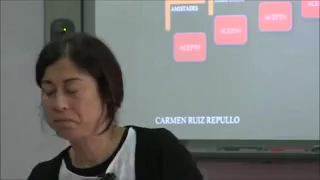 ACEPTO
AMISTADES
ACEPTO
ACEPTO
ACEPTO
CARMEN RUIZ REPULLO